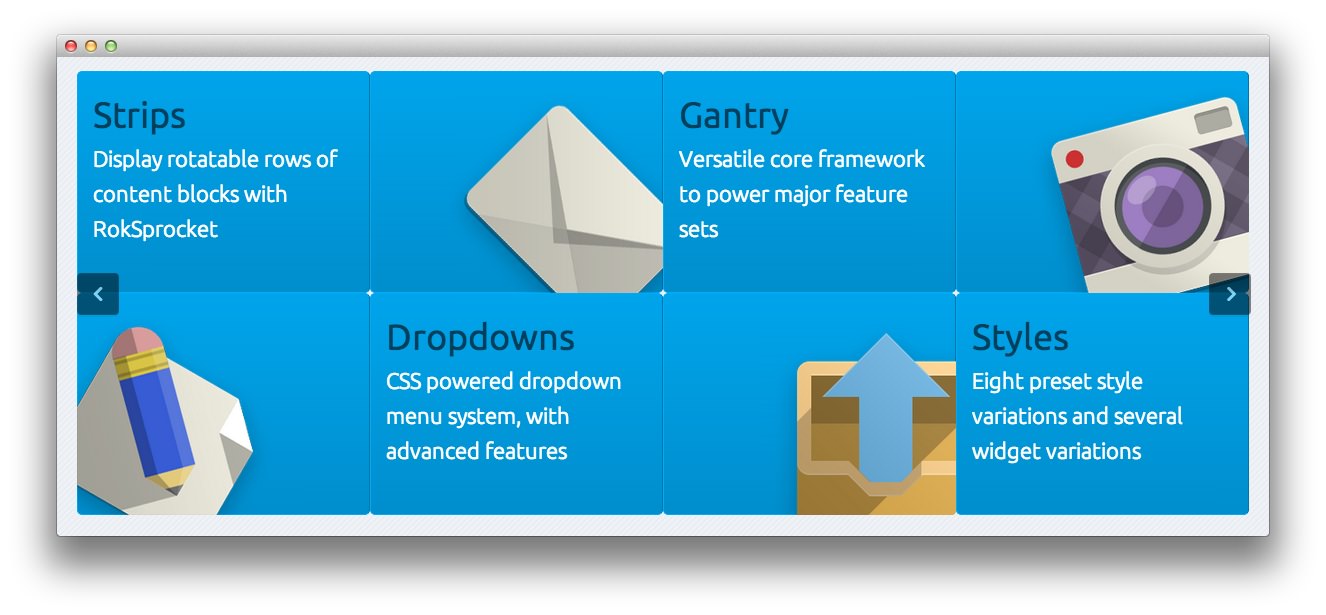 Strips
Display rotatable rows of
content blocks with
RokSprocket
Gantry
Versatile core framework
to power major feature
sets
Dropdowns
CSS powered dropdown
menu system, with
advanced features
Styles
Eight preset style
variations and several
widget variations